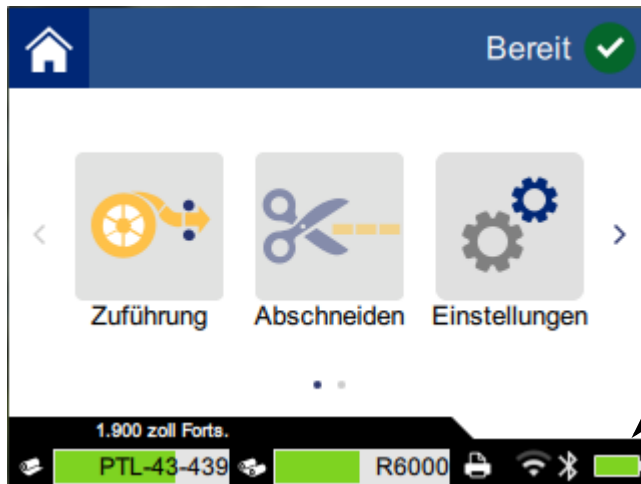 Bereit
Zuführung Abschneiden Einstellungen
1.900 zoll Forts.
PTL-43-439 R6000